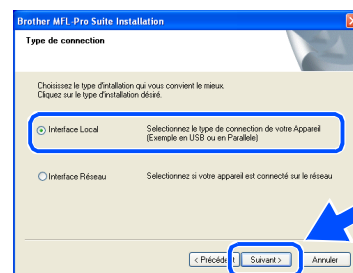 Brother MFL-Pro Suite Installation
Type de connection
Choisissez le type d'intallation qui vous convient le mieux.
Cliquez sur le type d'installation désiré.
Interface Local
Selectionnez le type de connection de votre Appareil
(Exemple en USB ou en Parallele)
Interface Réseau
Selectionnez si votre appareil est connecté sur le réseau
< Précédent
Suivant >
Annuler